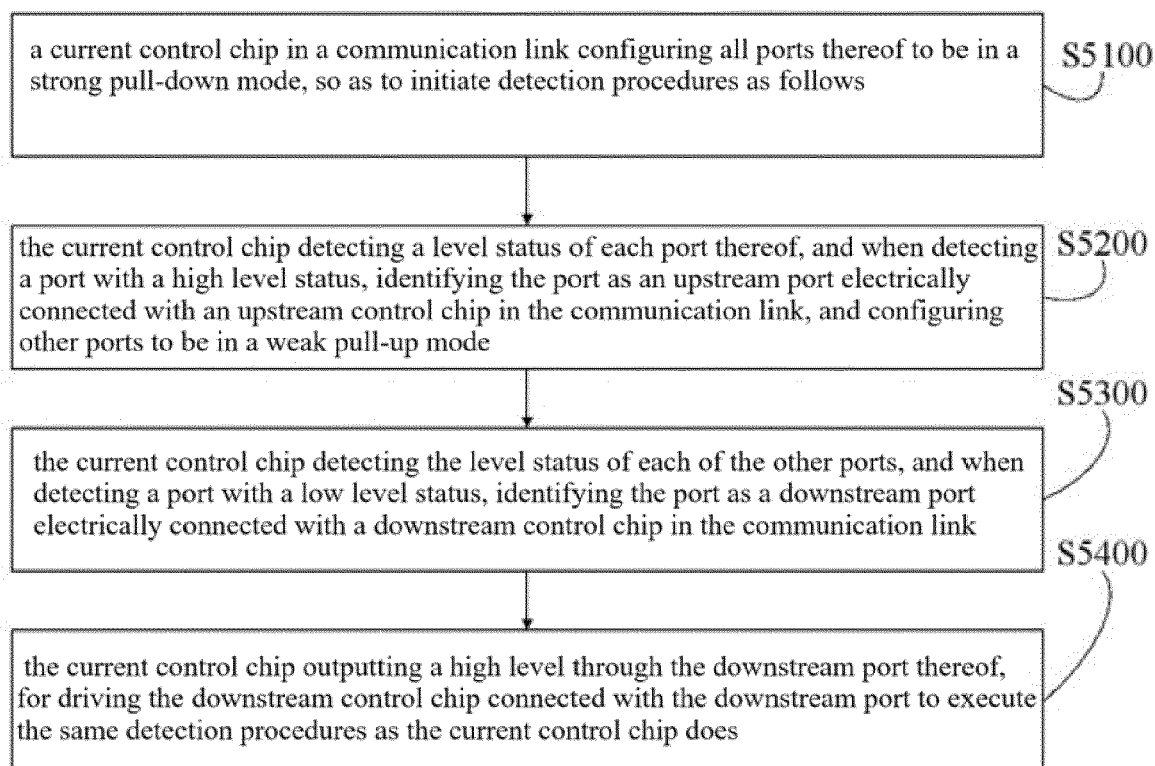 a current control chip in a communication link configuring all ports thereof to be in a
strong pull-down mode, so as to initiate detection procedures as follows
S5100
the current control chip detecting a level status of each port thereof, and when detecting
a port with a high level status, identifying the port as an upstream port electrically
connected with an upstream control chip in the communication link, and configuring
other ports to be in a weak pull-up mode
S5200
the current control chip detecting the level status of each of the other ports, and when
detecting a port with a low level status, identifying the port as a downstream port
electrically connected with a downstream control chip in the communication link
S5300
the current control chip outputting a high level through the downstream port thereof,
for driving the downstream control chip connected with the downstream port to execute
the same detection procedures as the current control chip does
S5400